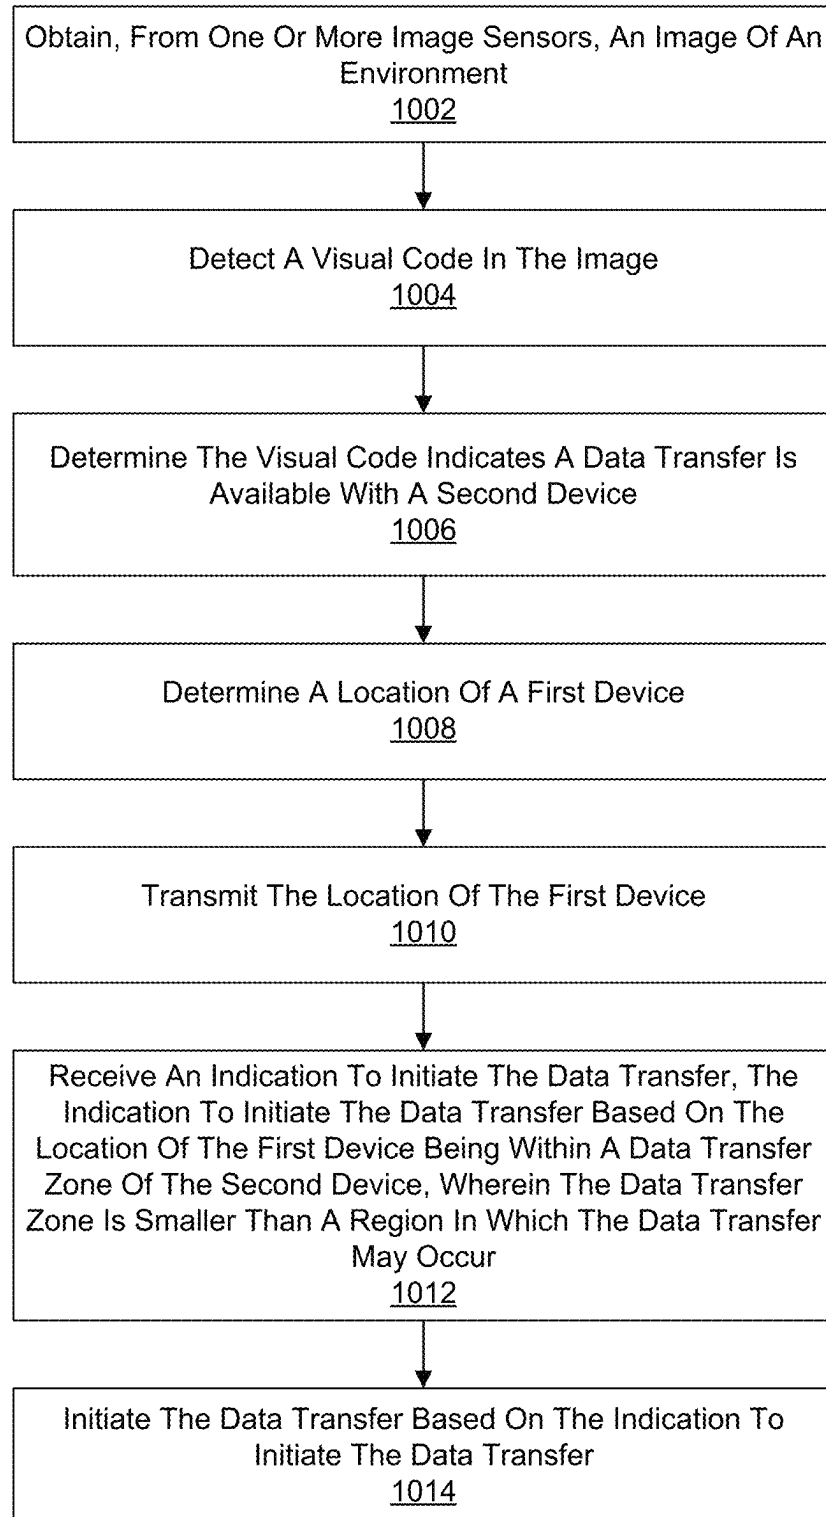 Obtain, From One Or More Image Sensors, An Image Of An
Environment
1002
Detect A Visual Code In The Image
1004
Determine The Visual Code Indicates A Data Transfer Is
Available With A Second Device
1006
Determine A Location Of A First Device
1008
Transmit The Location Of The First Device
1010
Receive An Indication To Initiate The Data Transfer, The
Indication To Initiate The Data Transfer Based On The
Location Of The First Device Being Within A Data Transfer
Zone Of The Second Device, Wherein The Data Transfer
Zone Is Smaller Than A Region In Which The Data Transfer
May Occur
1012
Initiate The Data Transfer Based On The Indication To
Initiate The Data Transfer
1014